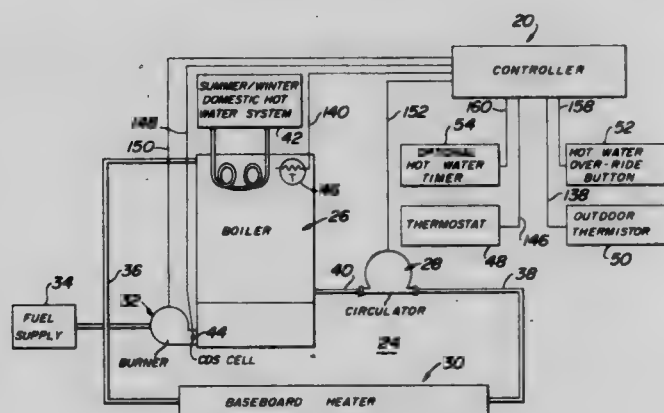 20
CONTROLLER
SUMMER/WINTER
DOMESTIC HOT
WATER SYSTEM
42
148
150
140
152
160
158
54
52
OPTIONAL
HOT WATER
TIMER
HOT WATER
OVER-RIDE
BUTTON
138
T
BOILER
26
THERMOSTAT
48
146
OUTDOOR
THERMISTOR
50
36
40
28
38
CIRCULATOR
34
FUEL
SUPPLY
32
44
CDS CELL
BURNER
24
30
BASEBOARD HEATER